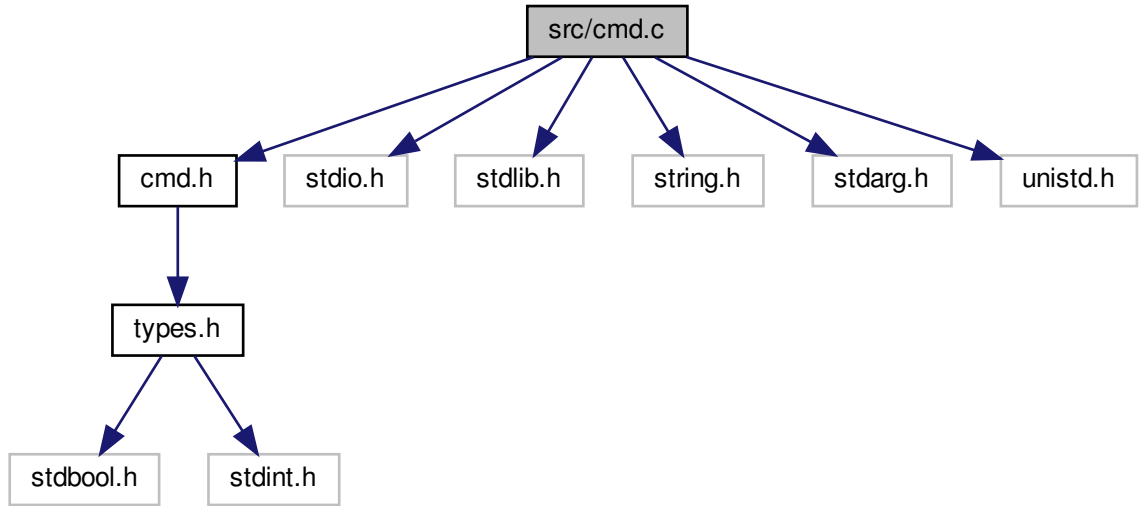 src/cmd.c
cmd.h
stdio.h
stdlib.h
string.h
stdarg.h
unistd.h
types.h
stdbool.h
stdint.h